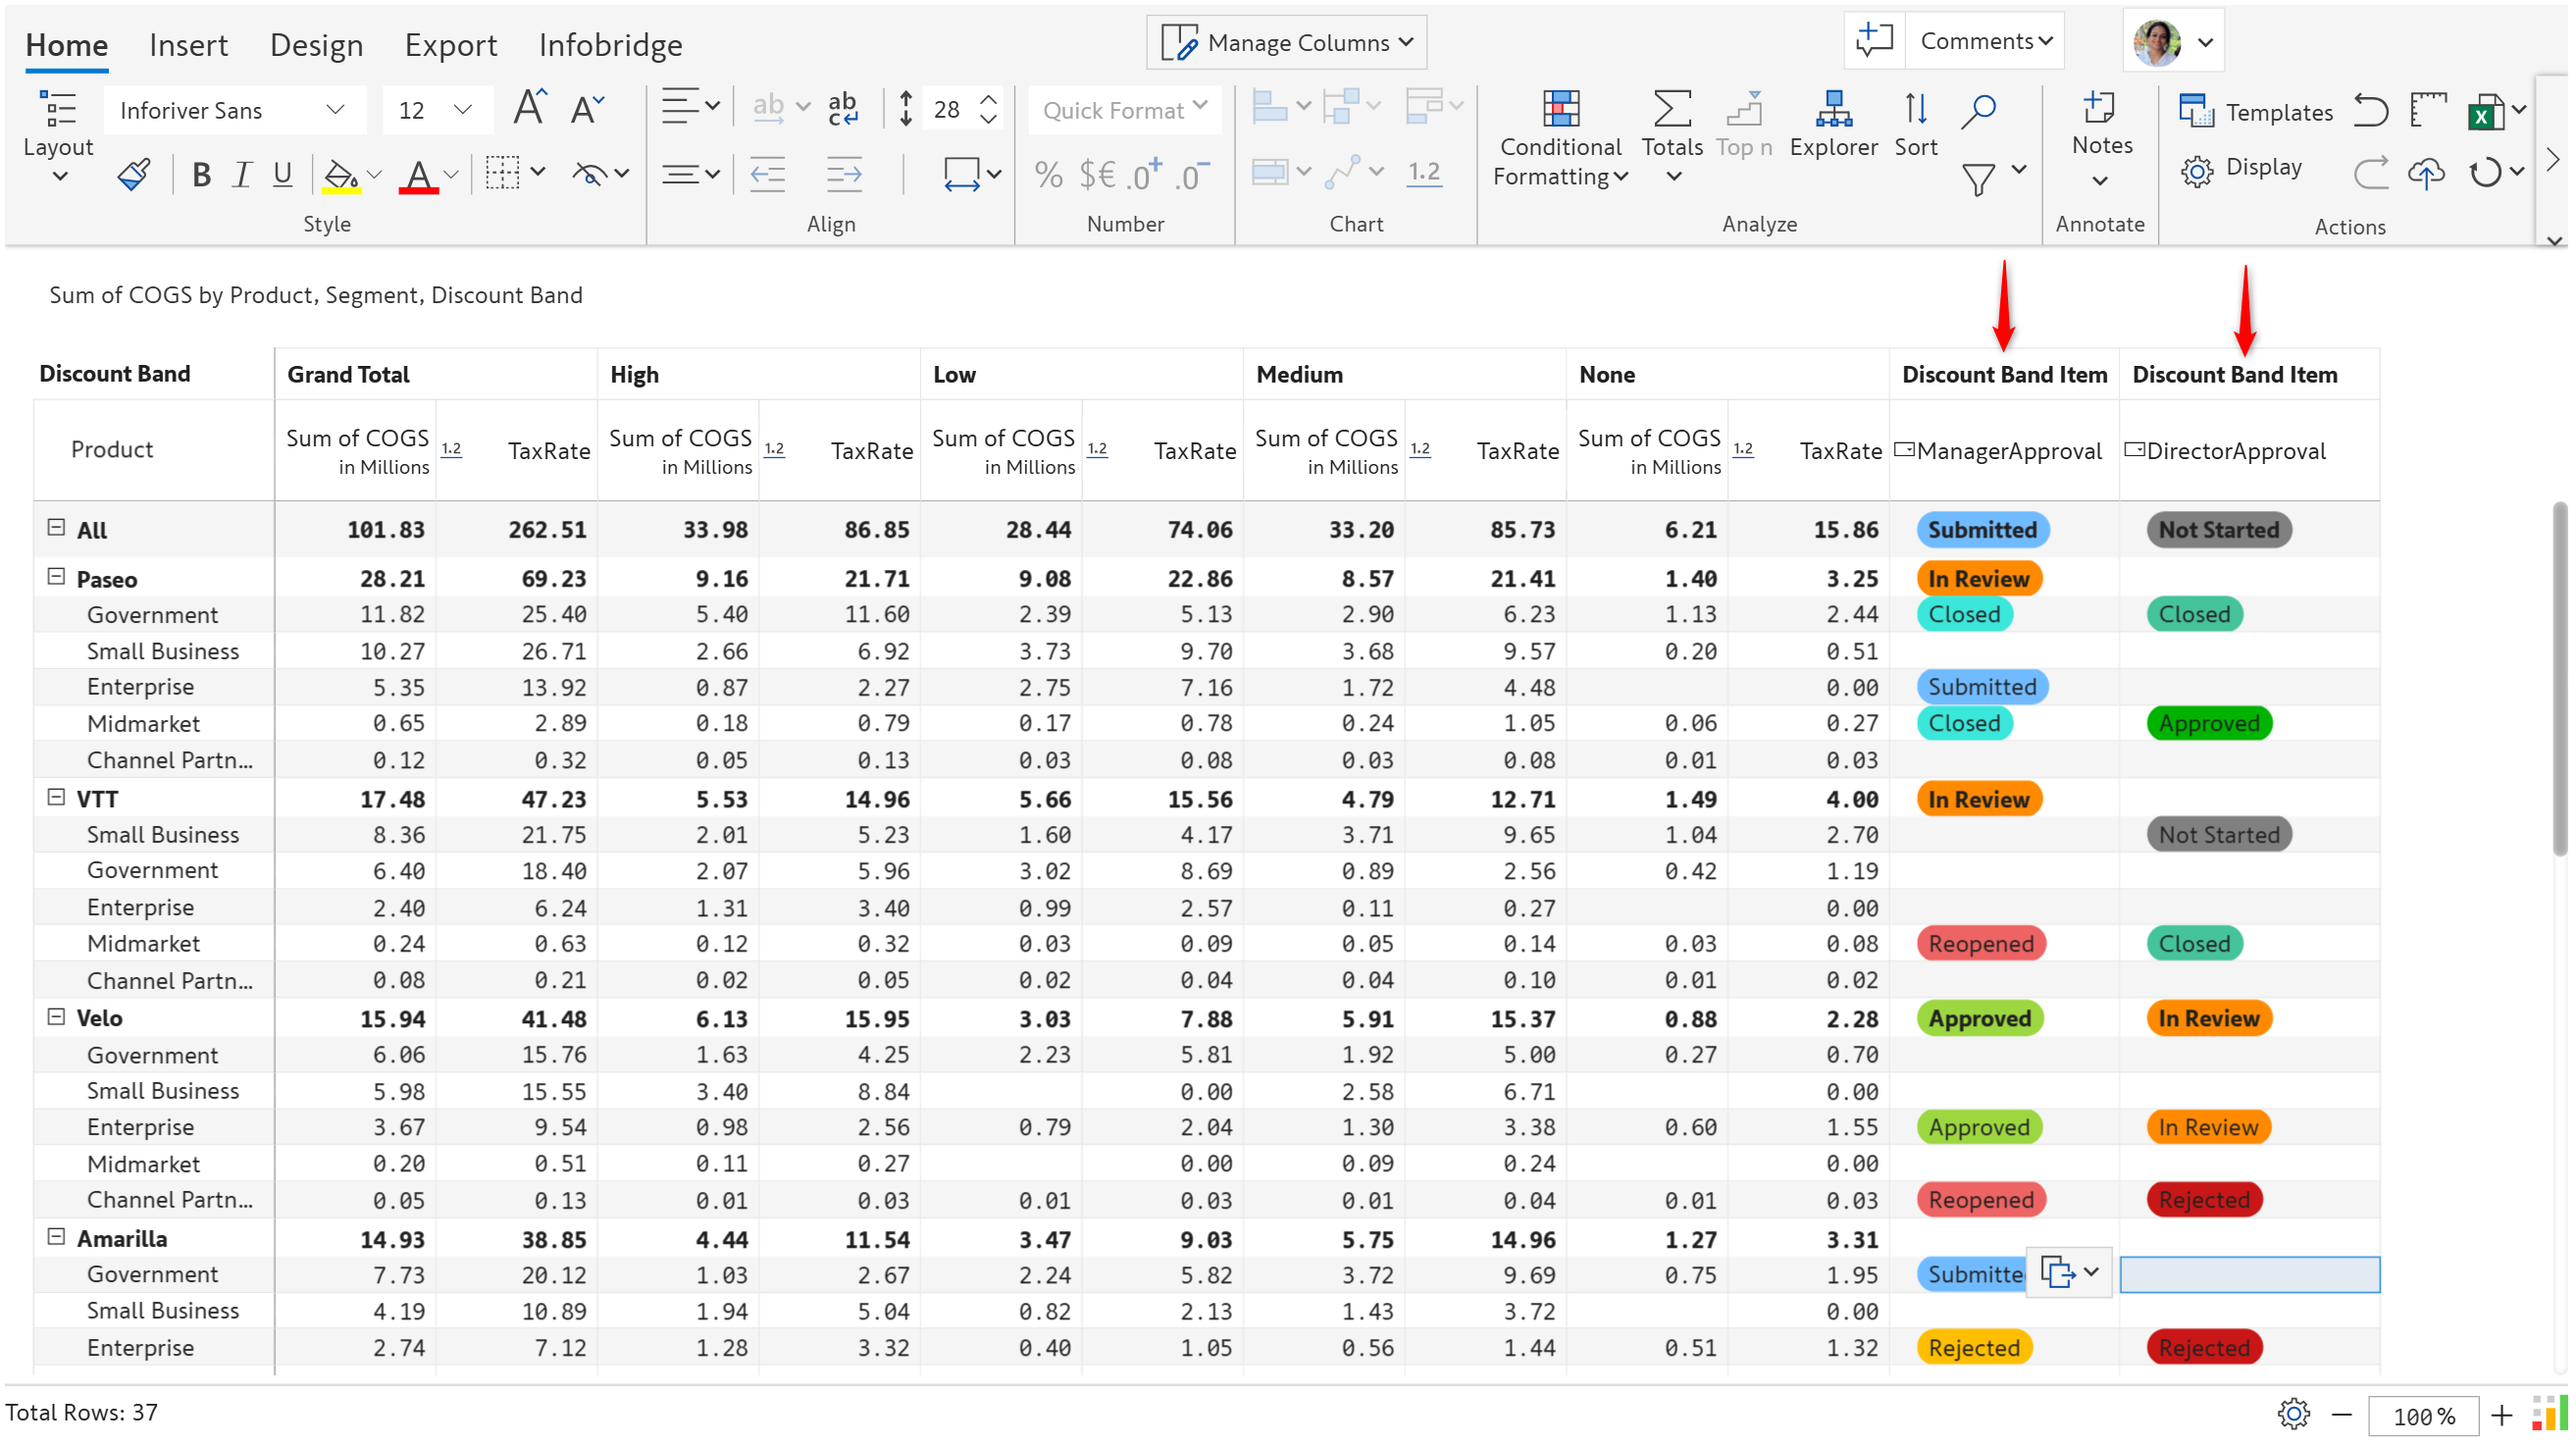 Home Insert Design Export Infobridge Manage Columns Comments
Layout Inforiver Sans 12 A A ab ab c 28 Quick Format Conditional Formatting Totals Top n Explorer Sort Notes Templates
B I U A % $€ .0+ .0- 1.2 Display
Style Align Number Chart Analyze Annotate Actions
Sum of COGS by Product, Segment, Discount Band
Discount Band Grand Total High Low Medium None Discount Band Item Discount Band Item
Product Sum of COGS in Millions 1.2 TaxRate Sum of COGS in Millions 1.2 TaxRate Sum of COGS in Millions 1.2 TaxRate Sum of COGS in Millions 1.2 TaxRate Sum of COGS in Millions 1.2 TaxRate ManagerApproval DirectorApproval
All 101.83 262.51 33.98 86.85 28.44 74.06 33.20 85.73 6.21 15.86 Submitted Not Started
Paseo 28.21 69.23 9.16 21.71 9.08 22.86 8.57 21.41 1.40 3.25 In Review
Government 11.82 25.40 5.40 11.60 2.39 5.13 2.90 6.23 1.13 2.44 Closed Closed
Small Business 10.27 26.71 2.66 6.92 3.73 9.70 3.68 9.57 0.20 0.51
Enterprise 5.35 13.92 0.87 2.27 2.75 7.16 1.72 4.48 0.00 Submitted
Midmarket 0.65 2.89 0.18 0.79 0.17 0.78 0.24 1.05 0.06 0.27 Closed Approved
Channel Partn... 0.12 0.32 0.05 0.13 0.03 0.08 0.03 0.08 0.01 0.03
VTT 17.48 47.23 5.53 14.96 5.66 15.56 4.79 12.71 1.49 4.00 In Review
Small Business 8.36 21.75 2.01 5.23 1.60 4.17 3.71 9.65 1.04 2.70 Not Started
Government 6.40 18.40 2.07 5.96 3.02 8.69 0.89 2.56 0.42 1.19
Enterprise 2.40 6.24 1.31 3.40 0.99 2.57 0.11 0.27 0.00
Midmarket 0.24 0.63 0.12 0.32 0.03 0.09 0.05 0.14 0.03 0.08 Reopened Closed
Channel Partn... 0.08 0.21 0.02 0.05 0.02 0.04 0.04 0.10 0.01 0.02
Velo 15.94 41.48 6.13 15.95 3.03 7.88 5.91 15.37 0.88 2.28 Approved In Review
Government 6.06 15.76 1.63 4.25 2.23 5.81 1.92 5.00 0.27 0.70
Small Business 5.98 15.55 3.40 8.84 0.00 2.58 6.71 0.00
Enterprise 3.67 9.54 0.98 2.56 0.79 2.04 1.30 3.38 0.60 1.55 Approved In Review
Midmarket 0.20 0.51 0.11 0.27 0.00 0.09 0.24 0.00
Channel Partn... 0.05 0.13 0.01 0.03 0.01 0.03 0.01 0.04 0.01 0.03 Reopened Rejected
Amarilla 14.93 38.85 4.44 11.54 3.47 9.03 5.75 14.96 1.27 3.31
Government 7.73 20.12 1.03 2.67 2.24 5.82 3.72 9.69 0.75 1.95 Submitte
Small Business 4.19 10.89 1.94 5.04 0.82 2.13 1.43 3.72 0.00
Enterprise 2.74 7.12 1.28 3.32 0.40 1.05 0.56 1.44 0.51 1.32 Rejected Rejected
Total Rows: 37 100%